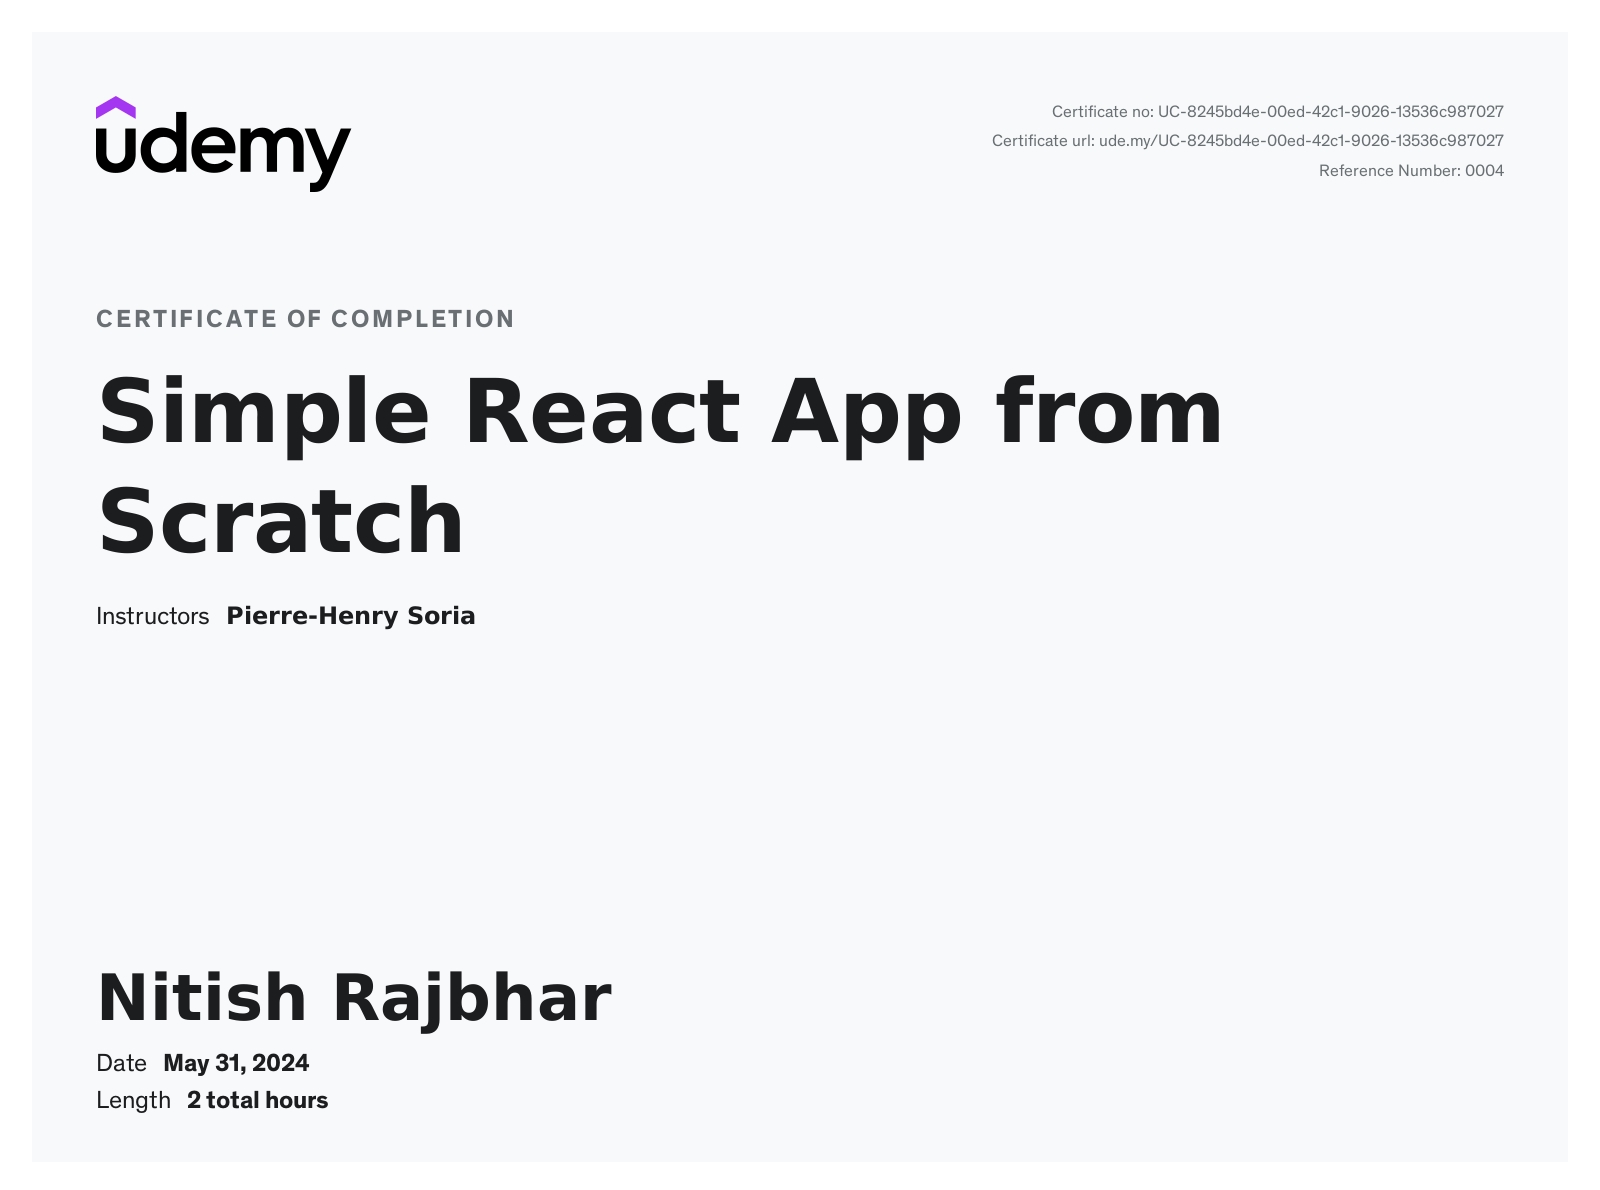 udemy
Certificate no: UC-8245bd4e-00ed-42c1-9026-13536c987027
Certificate url: ude.my/UC-8245bd4e-00ed-42c1-9026-13536c987027
Reference Number: 0004
CERTIFICATE OF COMPLETION
Simple React App from
Scratch
Instructors Pierre-Henry Soria
Nitish Rajbhar
Date May 31, 2024
Length 2 total hours